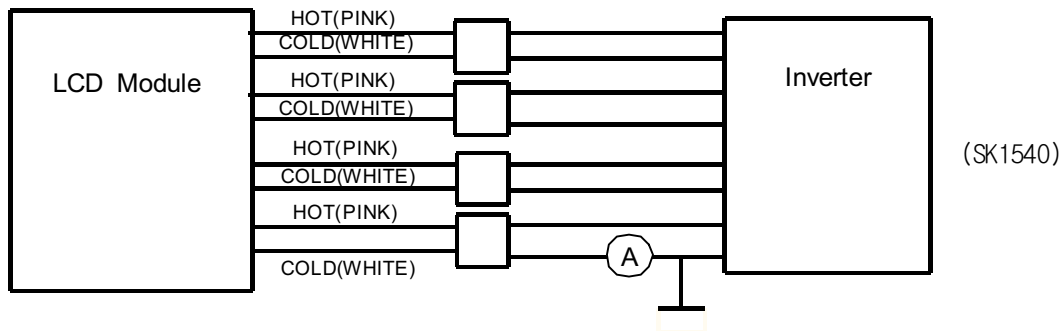 HOT(PINK)
COLD(WHITE)
LCD Module
HOT(PINK)
COLD(WHITE)
Inverter
HOT(PINK)
COLD(WHITE)
(SK1540)
HOT(PINK)
A
COLD(WHITE)